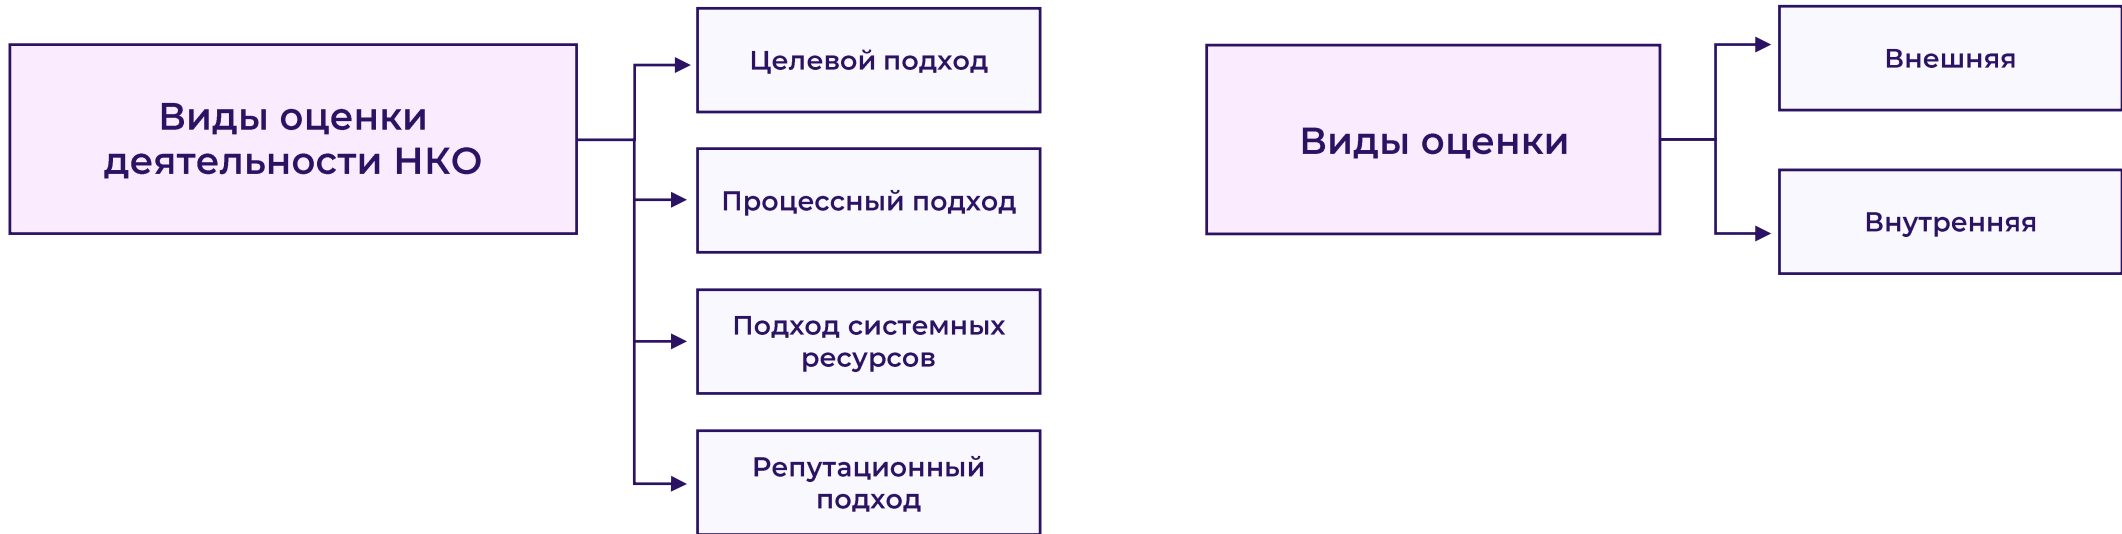 Виды оценки
деятельности НКО
Целевой подход
Процессный подход
Подход системных
ресурсов
Репутационный
подход
Виды оценки
Внешняя
Внутренняя